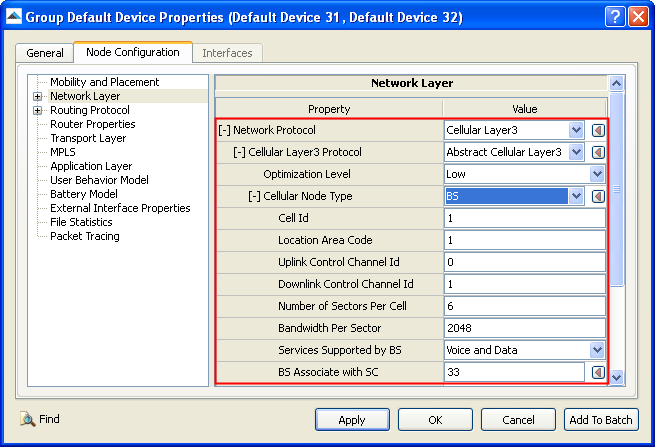 Group Default Device Properties (Default Device 31, Default Device 32)
General
Node Configuration
Interfaces
Mobility and Placement
Network Layer
Routing Protocol
Router Properties
Transport Layer
MPLS
Application Layer
User Behavior Model
Battery Model
External Interface Properties
File Statistics
Packet Tracing
Network Layer
Property Value
[-] Network Protocol Cellular Layer3
[-] Cellular Layer3 Protocol Abstract Cellular Layer3
Optimization Level Low
[-] Cellular Node Type BS
Cell Id 1
Location Area Code 1
Uplink Control Channel Id 0
Downlink Control Channel Id 1
Number of Sectors Per Cell 6
Bandwidth Per Sector 2048
Services Supported by BS Voice and Data
BS Associate with SC 33
Find
Apply
OK
Cancel
Add To Batch